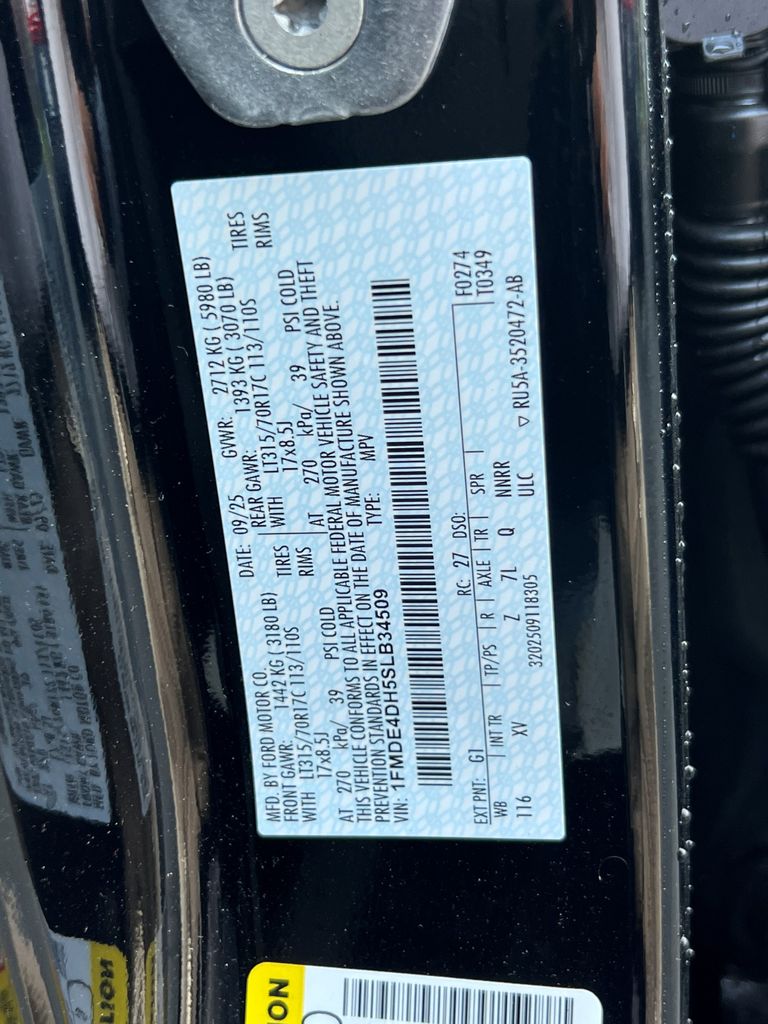 MFD. BY FORD MOTOR CO. DATE: 09/25 GVWR: 2712 KG ( 5980 LB)
FRONT GAWR: 1442 KG ( 3180 LB) REAR GAWR: 1393 KG ( 3070 LB)
WITH LT315/70R17C 113/110S TIRES WITH LT315/70R17C 113/110S TIRES
17x8.5J RIMS 17x8.5J RIMS
AT 270 kPa/ 39 PSI COLD AT 270 kPa/ 39 PSI COLD
THIS VEHICLE CONFORMS TO ALL APPLICABLE FEDERAL MOTOR VEHICLE SAFETY AND THEFT
PREVENTION STANDARDS IN EFFECT ON THE DATE OF MANUFACTURE SHOWN ABOVE.
VIN: 1FMDE4DH5SLB34509 TYPE: MPV
EXT PNT: G1 RC: 27 DSO: F0274
WB INT TR TP/PS R AXLE TR SPR T0349
116 XV Z 7L Q NNRR
ULC ▽ RU5A-3520472-AB
3202509118305